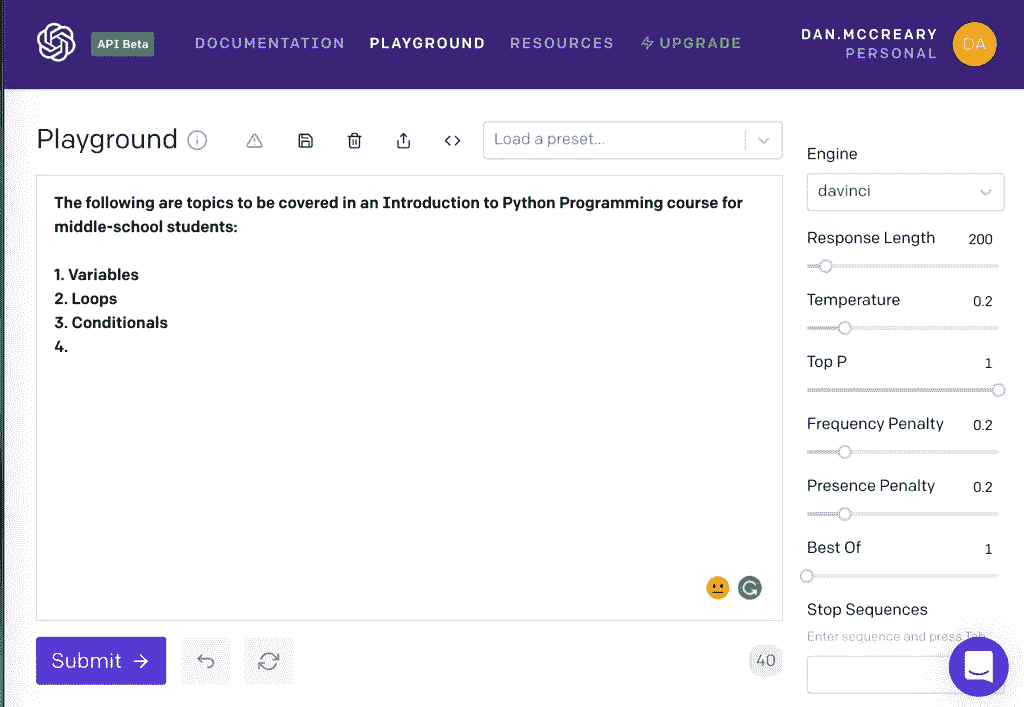 API Beta
DOCUMENTATION
PLAYGROUND
RESOURCES
UPGRADE
DAN.MCCREARY
PERSONAL
DA
Playground
Load a preset...
The following are topics to be covered in an Introduction to Python Programming course for
middle-school students:
1. Variables
2. Loops
3. Conditionals
4.
Submit
40
Engine
davinci
Response Length 200
Temperature 0.2
Top P 1
Frequency Penalty 0.2
Presence Penalty 0.2
Best Of 1
Stop Sequences
Enter sequence and press Tab